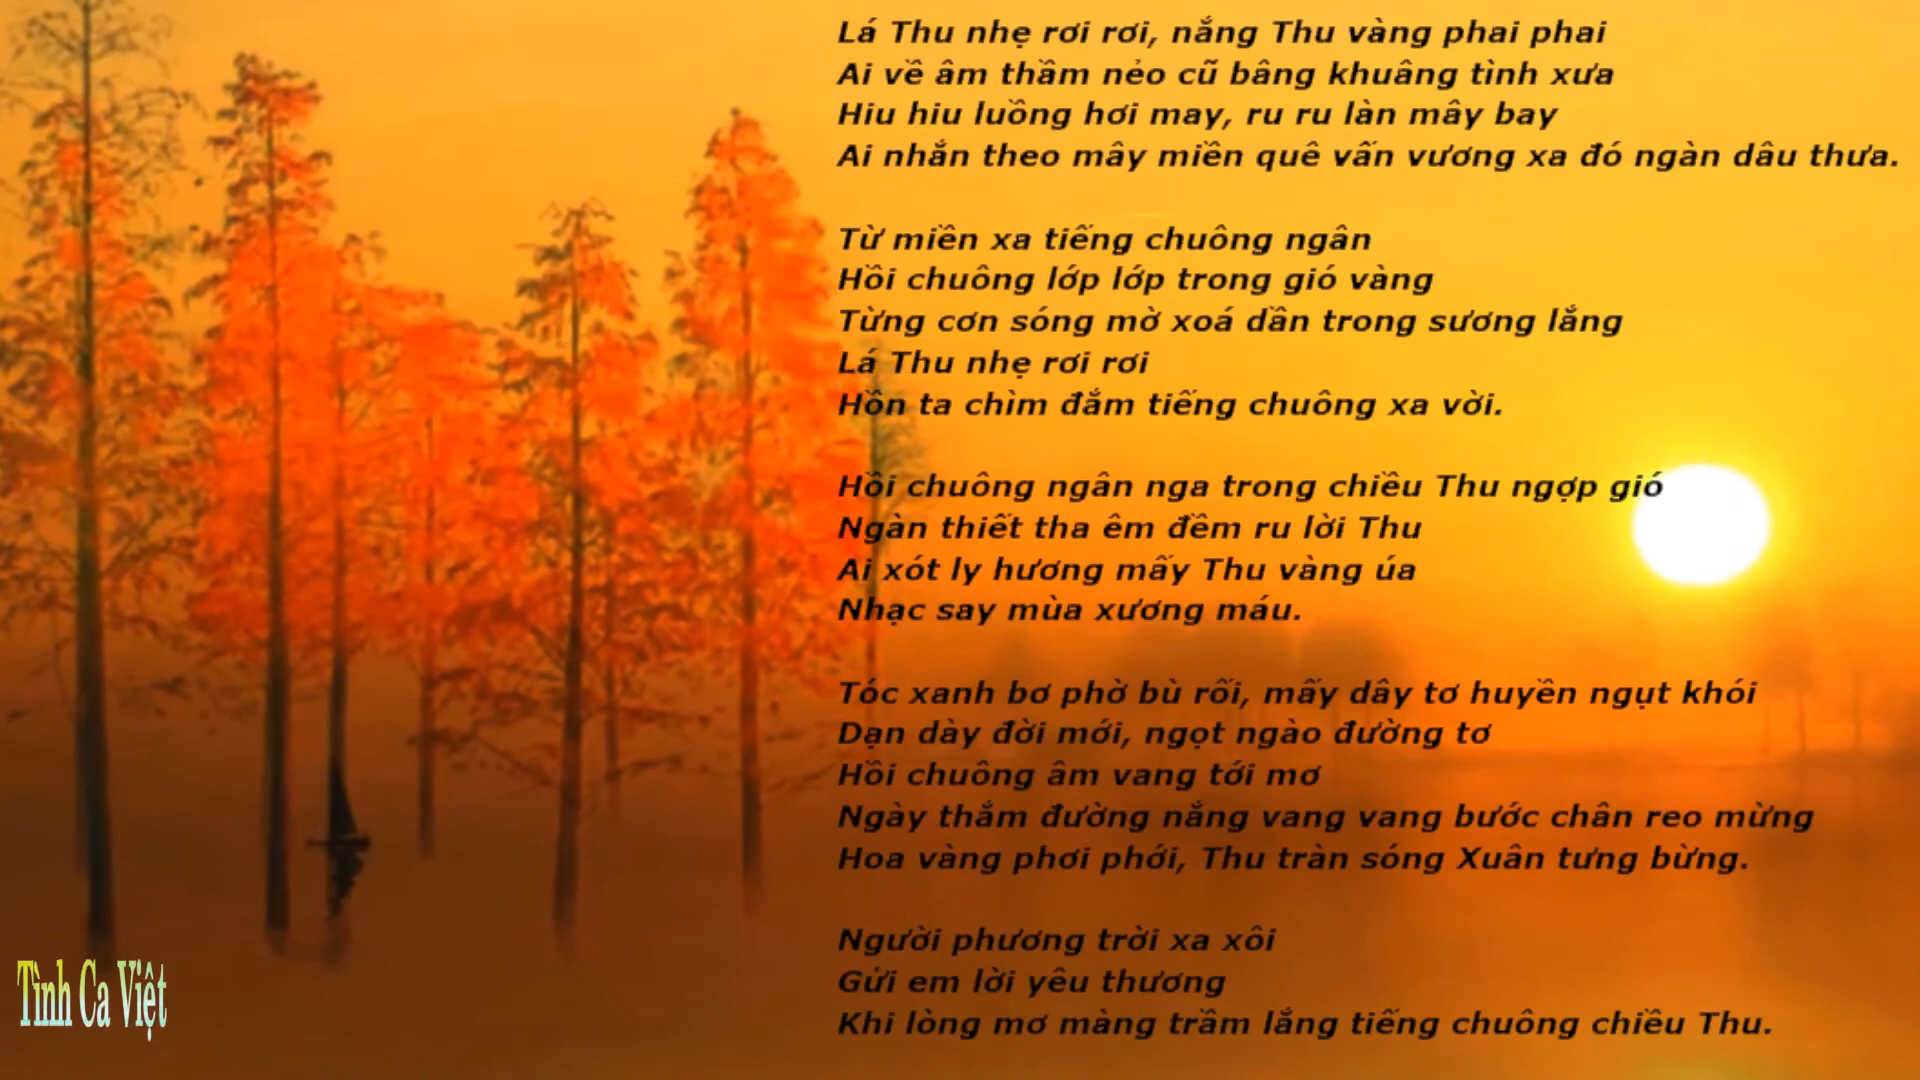 Lá Thu nhẹ rơi rơi, nắng Thu vàng phai phai
Ai về âm thầm nẻo cũ bâng khuâng tình xưa
Hiu hiu luồng hơi may, ru ru làn mây bay
Ai nhắn theo mây miền quê vấn vương xa đó ngàn dâu thưa.
Từ miền xa tiếng chuông ngân
Hồi chuông lớp lớp trong gió vàng
Từng cơn sóng mờ xoá dần trong sương lắng
Lá Thu nhẹ rơi rơi
Hồn ta chìm đắm tiếng chuông xa vời.
Hồi chuông ngân nga trong chiều Thu ngợp gió
Ngàn thiết tha êm đềm ru lời Thu
Ai xót ly hương mấy Thu vàng úa
Nhạc say mùa xương máu.
Tóc xanh bơ phờ bù rối, mấy dây tơ huyền ngụt khói
Dạn dày đời mới, ngọt ngào đường tơ
Hồi chuông âm vang tới mơ
Ngày thắm đường nắng vang vang bước chân reo mừng
Hoa vàng phơi phới, Thu tràn sóng Xuân tưng bừng.
Người phương trời xa xôi
Gửi em lời yêu thương
Khi lòng mơ màng trầm lắng tiếng chuông chiều Thu.
Tình Ca Việt